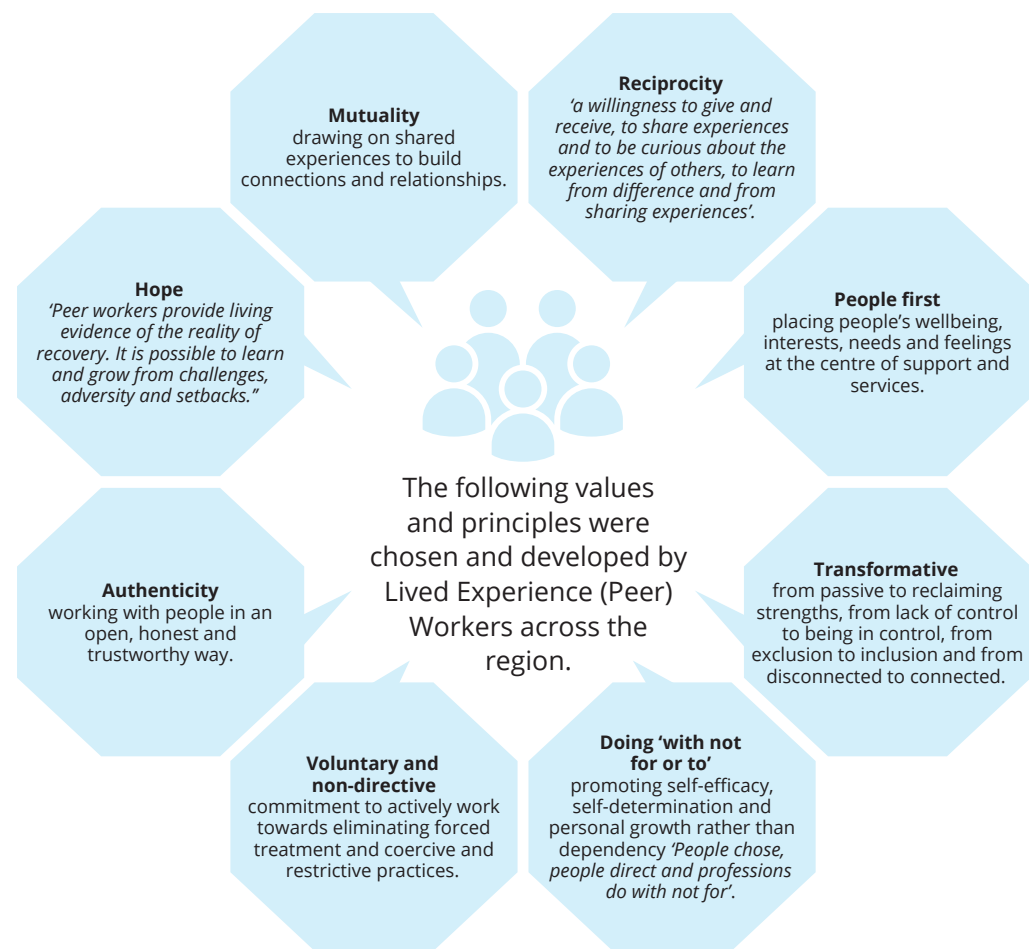 Mutuality
drawing on shared
experiences to build
connections and relationships.
Reciprocity
‘a willingness to give and
receive, to share experiences
and to be curious about the
experiences of others, to learn
from difference and from
sharing experiences’.
Hope
‘Peer workers provide living
evidence of the reality of
recovery. It is possible to learn
and grow from challenges,
adversity and setbacks.”
People first
placing people’s wellbeing,
interests, needs and feelings
at the centre of support and
services.
The following values
and principles were
chosen and developed by
Lived Experience (Peer)
Workers across the
region.
Authenticity
working with people in an
open, honest and
trustworthy way.
Transformative
from passive to reclaiming
strengths, from lack of control
to being in control, from
exclusion to inclusion and from
disconnected to connected.
Voluntary and
non-directive
commitment to actively work
towards eliminating forced
treatment and coercive and
restrictive practices.
Doing ‘with not
for or to’
promoting self-efficacy,
self-determination and
personal growth rather than
dependency ‘People chose,
people direct and professions
do with not for’.